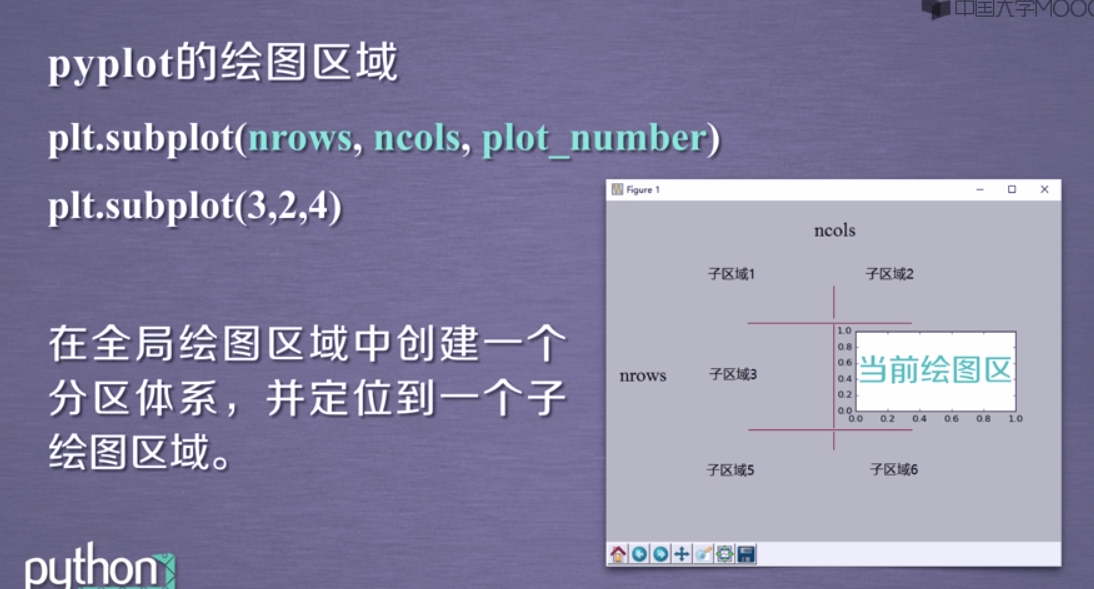 中国大学MOOC
pyplot的绘图区域
plt.subplot(nrows, ncols, plot_number)
plt.subplot(3,2,4)
在全局绘图区域中创建一个
分区体系，并定位到一个子
绘图区域。
Figure 1
ncols
子区域1 子区域2
nrows
子区域3
1.0
0.8
0.6
0.4
0.2
0.0
当前绘图区
0.0 0.2 0.4 0.6 0.8 1.0
子区域5 子区域6
python